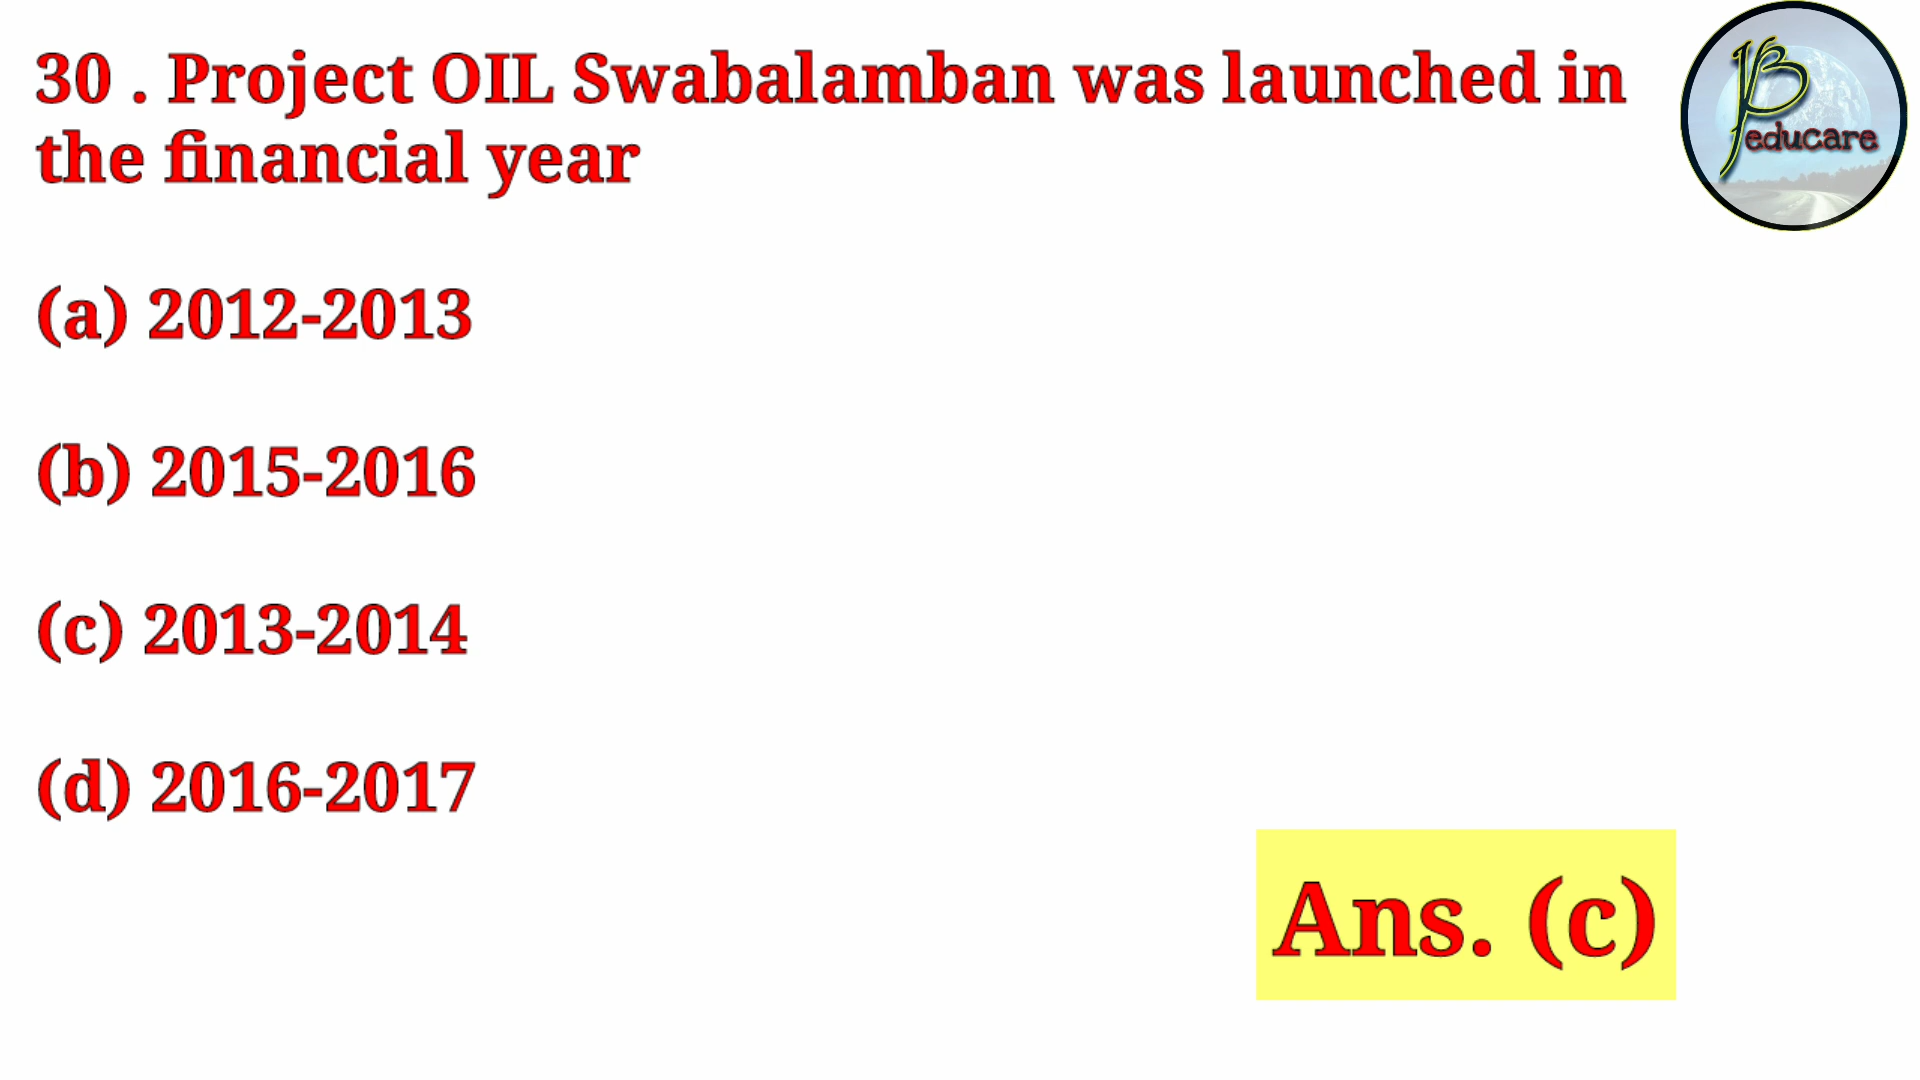 30 . Project OIL Swabalamban was launched in
the financial year
(a) 2012-2013
(b) 2015-2016
(c) 2013-2014
(d) 2016-2017
Ans. (c)
educare